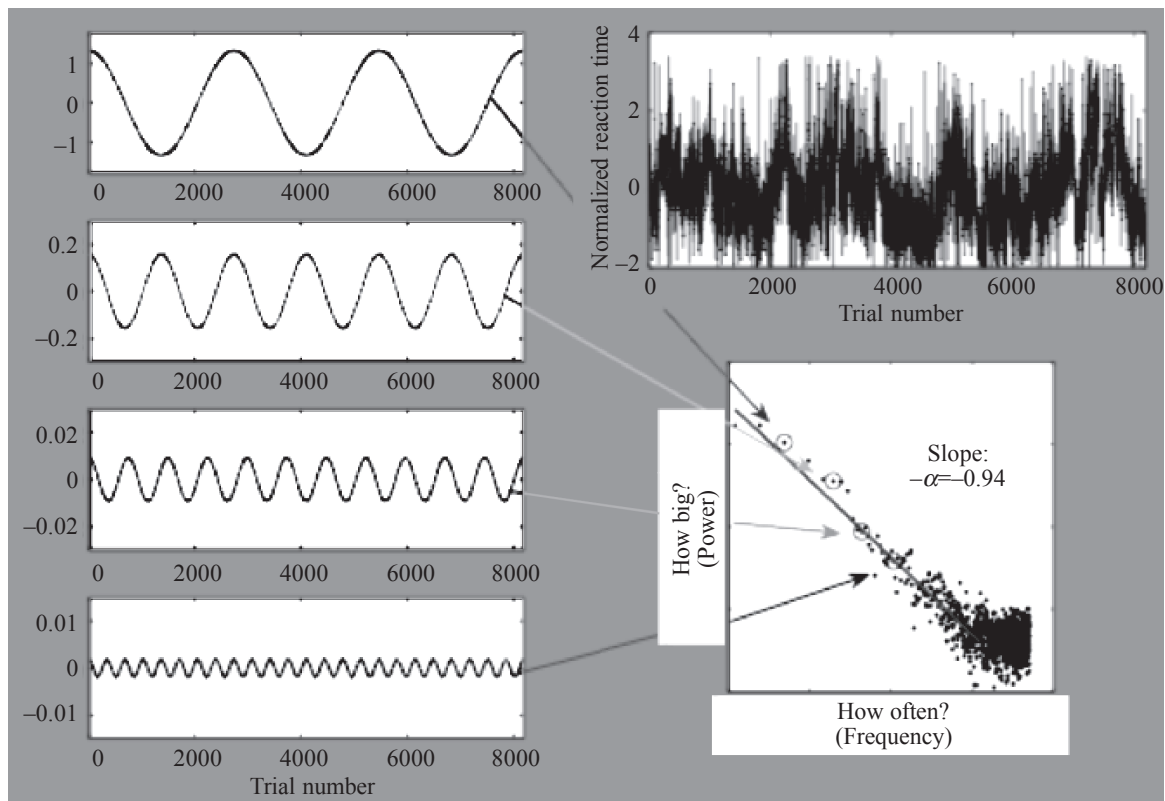 1
0
−1
0 2000 4000 6000 8000
0.2
0
−0.2
0 2000 4000 6000 8000
0.02
0
−0.02
0 2000 4000 6000 8000
0.01
0
−0.01
0 2000 4000 6000 8000
Trial number
Normalized reaction time
4
2
0
−2
0 2000 4000 6000 8000
Trial number
How big?
(Power)
Slope:
−α=−0.94
How often?
(Frequency)